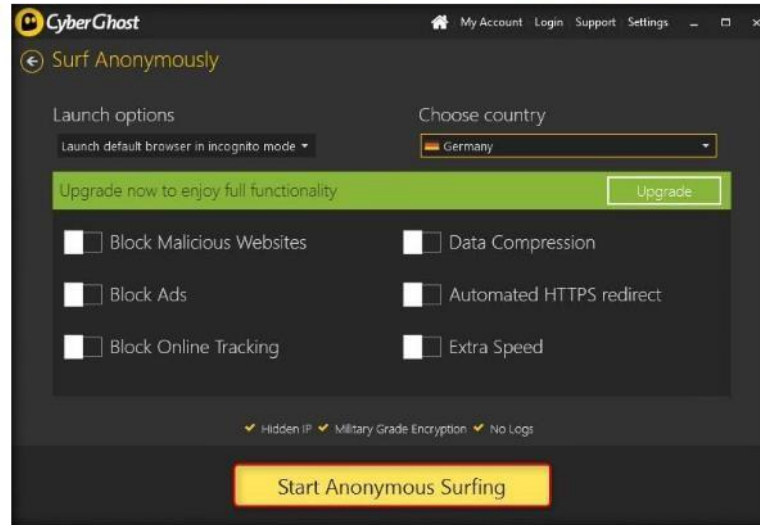 CyberGhost
My Account Login Support Settings
Surf Anonymously
Launch options
Choose country
Launch default browser in incognito mode
Germany
Upgrade now to enjoy full functionality
Upgrade
Block Malicious Websites
Data Compression
Block Ads
Automated HTTPS redirect
Block Online Tracking
Extra Speed
Hidden IP Military Grade Encryption No Logs
Start Anonymous Surfing